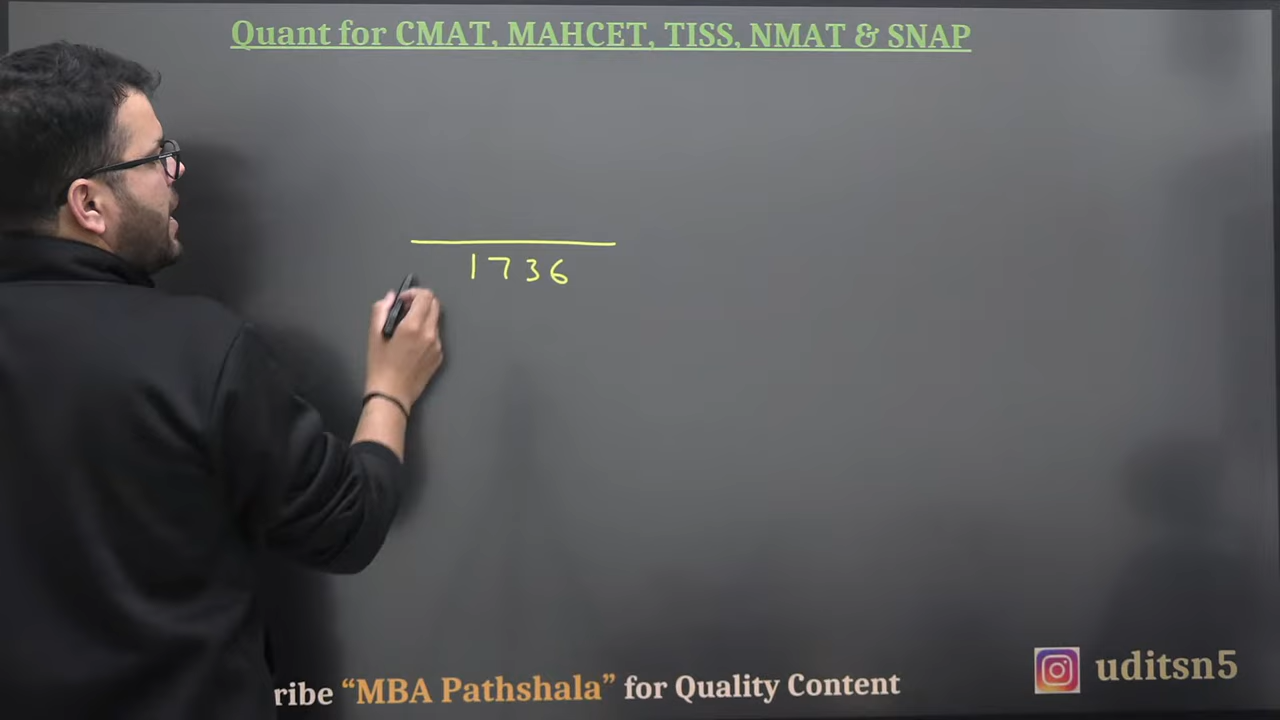 Quant for CMAT, MAHCET, TISS, NMAT & SNAP
1736
ribe “MBA Pathshala” for Quality Content
uditsn5